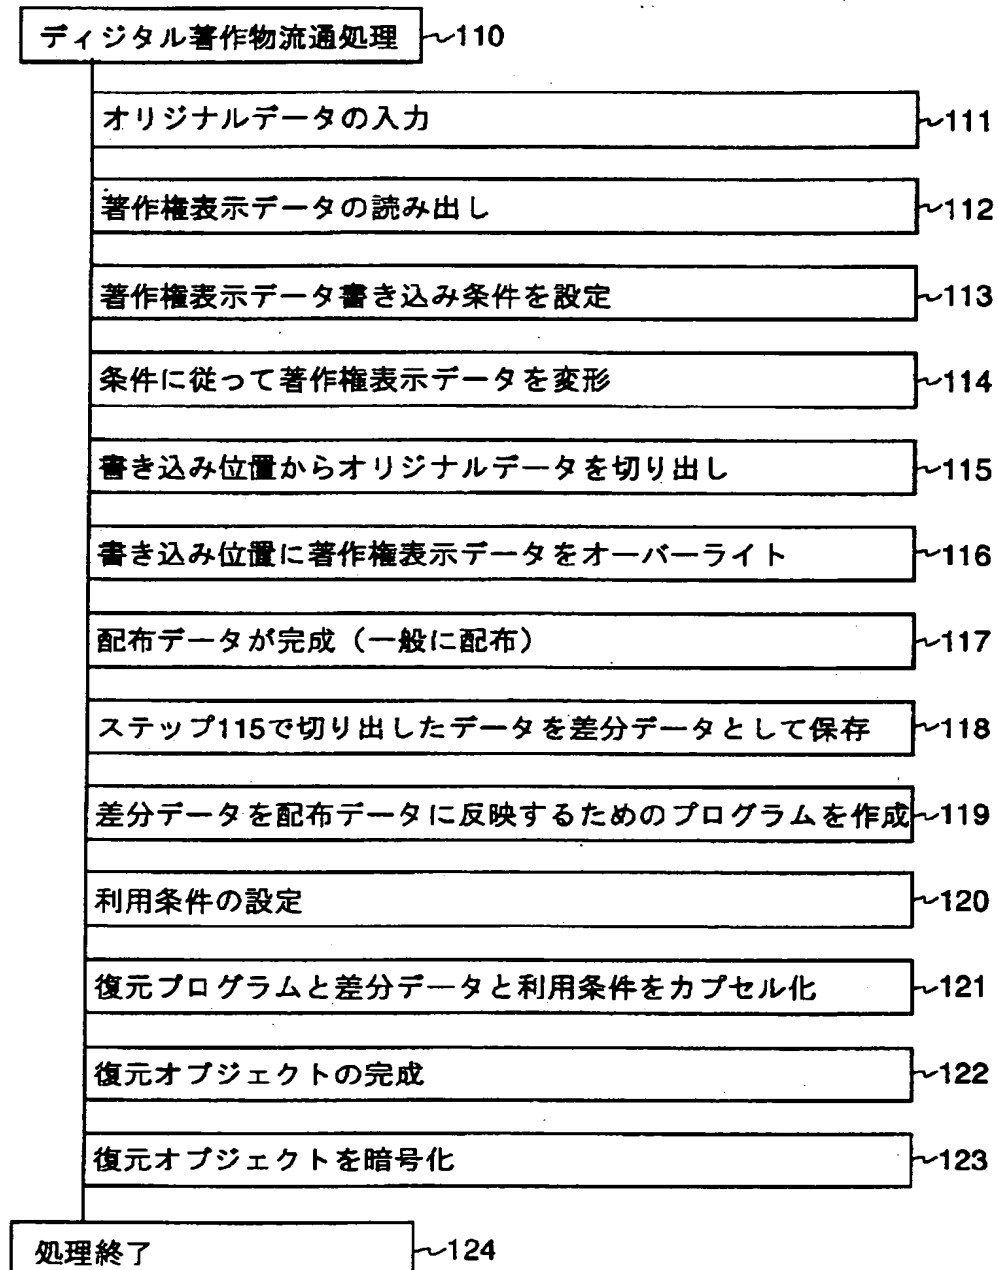 ディジタル著作物流通処理 ~110
オリジナルデータの入力 ~111
著作権表示データの読み出し ~112
著作権表示データ書き込み条件を設定 ~113
条件に従って著作権表示データを変形 ~114
書き込み位置からオリジナルデータを切り出し ~115
書き込み位置に著作権表示データをオーバーライト ~116
配布データが完成（一般に配布） ~117
ステップ115で切り出したデータを差分データとして保存 ~118
差分データを配布データに反映するためのプログラムを作成 ~119
利用条件の設定 ~120
復元プログラムと差分データと利用条件をカプセル化 ~121
復元オブジェクトの完成 ~122
復元オブジェクトを暗号化 ~123
処理終了 ~124